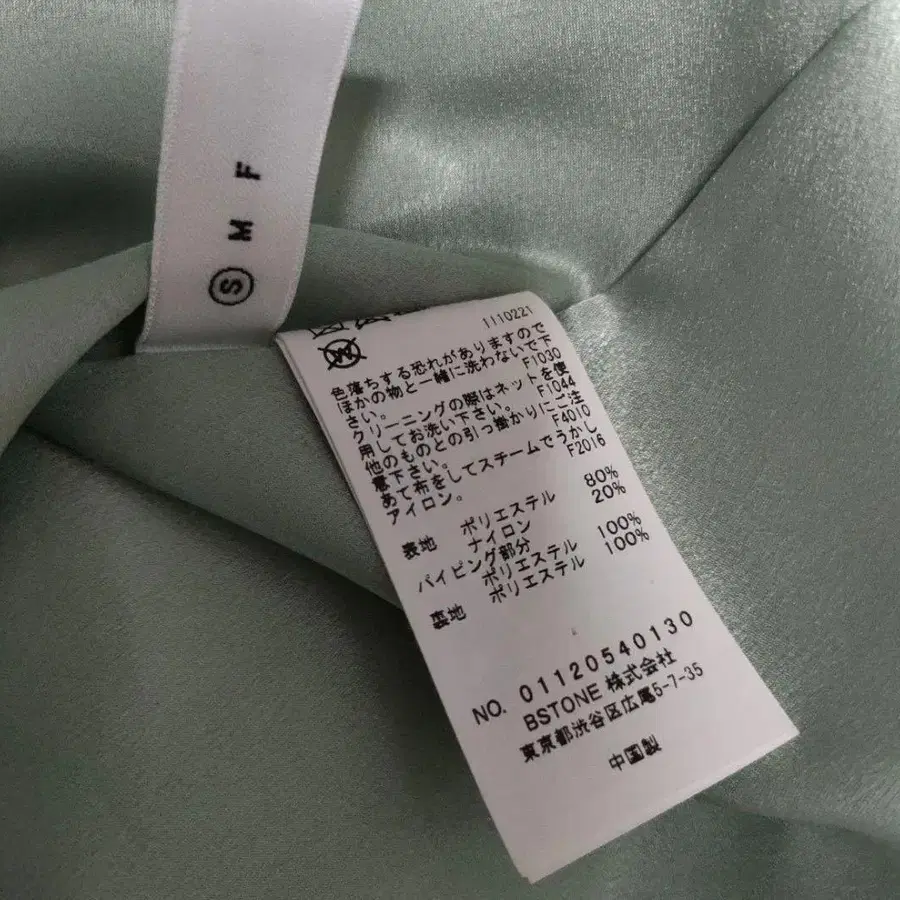 S M F
1110221
W
色落ちする恐れがありますので
ほかの物と一緒に洗わないで下
さい。 F1030
クリーニングの際はネットを使
用してお洗い下さい。 F1044
他のものとの引っ掛かりにご注
意下さい。 F4010
あて布をしてスチームでうかし
アイロン。 F2016
表地 ポリエステル 80%
ナイロン 20%
パイピング部分
ポリエステル 100%
裏地 ポリエステル 100%
NO. 01120540130
BSTONE 株式会社
東京都渋谷区広尾5-7-35
中国製